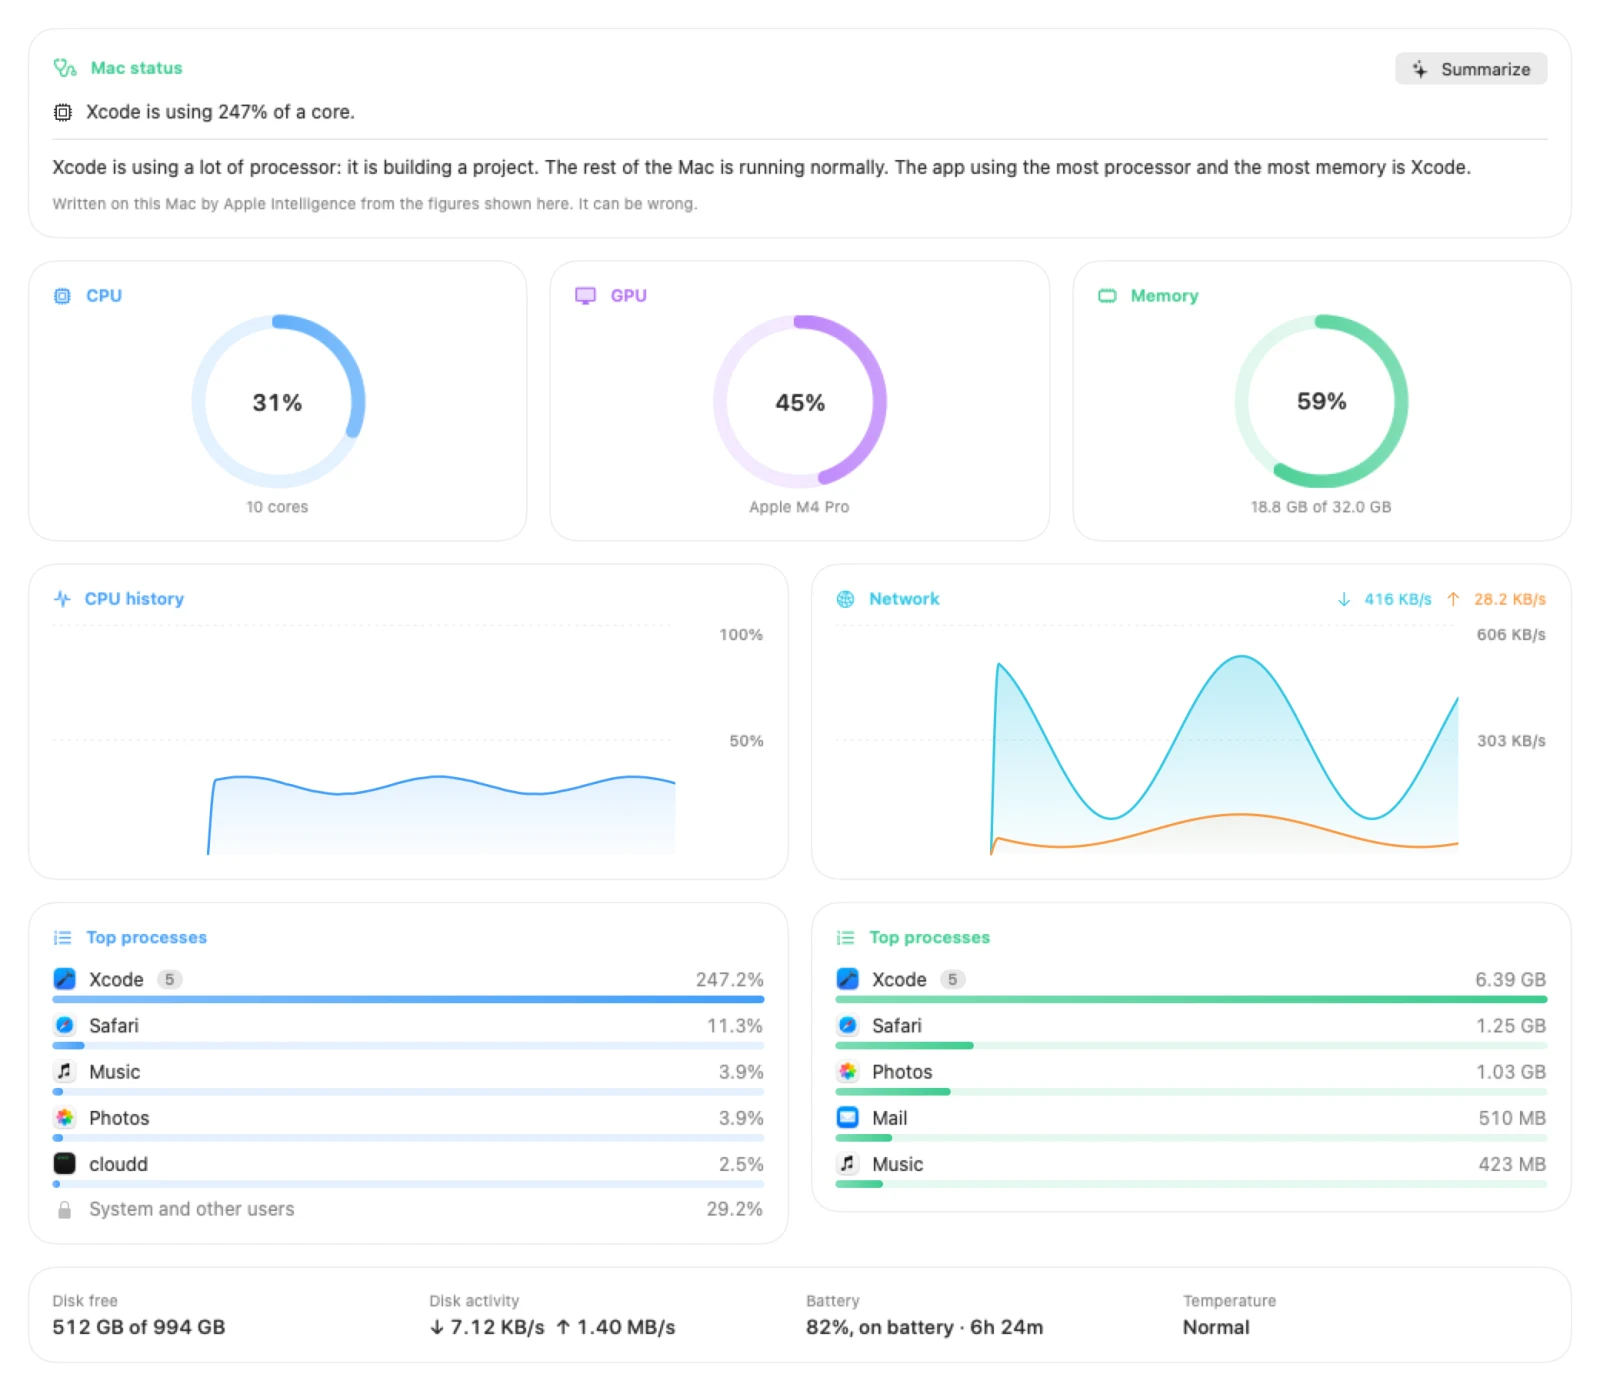 Mac status
Summarize
Xcode is using 247% of a core.
Xcode is using a lot of processor: it is building a project. The rest of the Mac is running normally. The app using the most processor and the most memory is Xcode.
Written on this Mac by Apple Intelligence from the figures shown here. It can be wrong.
CPU
31%
10 cores
GPU
45%
Apple M4 Pro
Memory
59%
18.8 GB of 32.0 GB
CPU history
100%
50%
Network
↓ 416 KB/s ↑ 28.2 KB/s
606 KB/s
303 KB/s
Top processes
Xcode 5 247.2%
Safari 11.3%
Music 3.9%
Photos 3.9%
cloudd 2.5%
System and other users 29.2%
Top processes
Xcode 5 6.39 GB
Safari 1.25 GB
Photos 1.03 GB
Mail 510 MB
Music 423 MB
Disk free
512 GB of 994 GB
Disk activity
↓ 7.12 KB/s ↑ 1.40 MB/s
Battery
82%, on battery · 6h 24m
Temperature
Normal